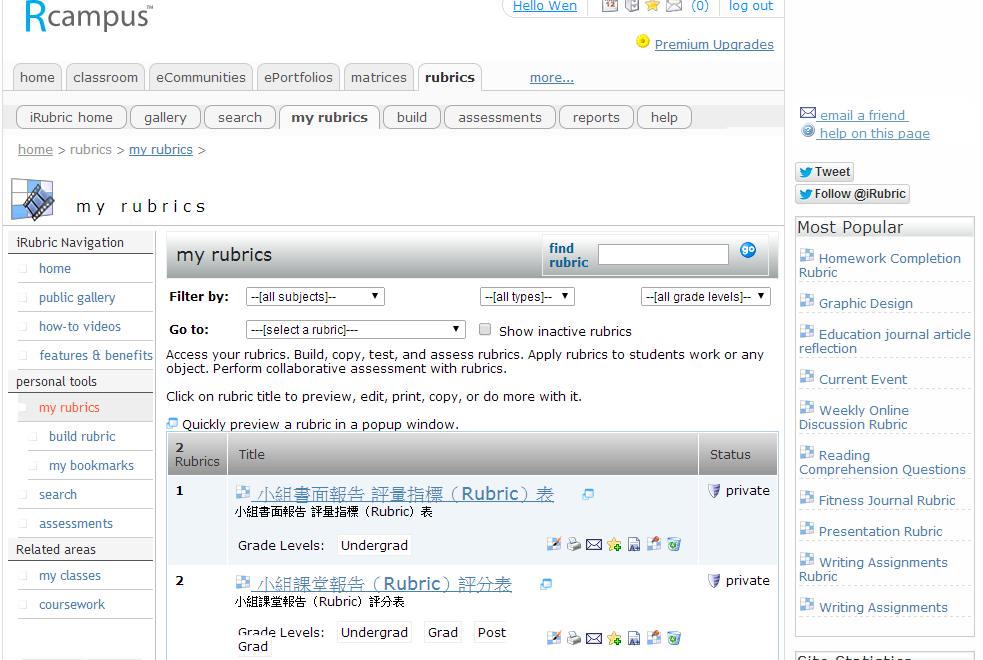 Rcampus™
Hello Wen 12 (0) log out
Premium Upgrades
home classroom eCommunities ePortfolios matrices rubrics more...
iRubric home gallery search my rubrics build assessments reports help
home > rubrics > my rubrics >
my rubrics
iRubric Navigation
home
public gallery
how-to videos
features & benefits
personal tools
my rubrics
build rubric
my bookmarks
search
assessments
Related areas
my classes
coursework
my rubrics
find rubric
go
Filter by: --[all subjects]-- --[all types]-- --[all grade levels]--
Go to: ---[select a rubric]--- Show inactive rubrics
Access your rubrics. Build, copy, test, and assess rubrics. Apply rubrics to students work or any
object. Perform collaborative assessment with rubrics.
Click on rubric title to preview, edit, print, copy, or do more with it.
Quickly preview a rubric in a popup window.
2 Rubrics Title Status
1 小組書面報告 評量指標（Rubric）表 private
小組書面報告 評量指標（Rubric）表
Grade Levels: Undergrad
2 小組課堂報告（Rubric）評分表 private
小組課堂報告（Rubric）評分表
Grade Levels: Undergrad Grad Post
Grad
email a friend
help on this page
Tweet
Follow @iRubric
Most Popular
Homework Completion
Rubric
Graphic Design
Education journal article
reflection
Current Event
Weekly Online
Discussion Rubric
Reading
Comprehension Questions
Fitness Journal Rubric
Presentation Rubric
Writing Assignments
Rubric
Writing Assignments
Site Statistics